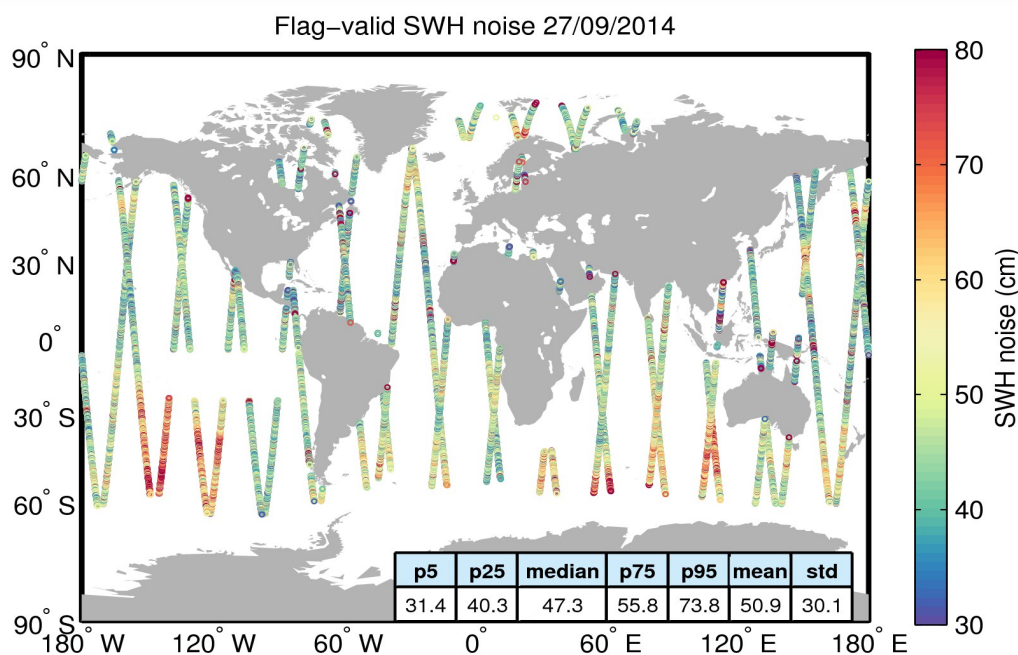 Flag−valid SWH noise 27/09/2014
90° N
60° N
30° N
0°
30° S
60° S
90° S
180° W
120° W
60° W
0°
60° E
120° E
180° E
80
70
60
50
40
30
SWH noise (cm)
p5 p25 median p75 p95 mean std
31.4 40.3 47.3 55.8 73.8 50.9 30.1